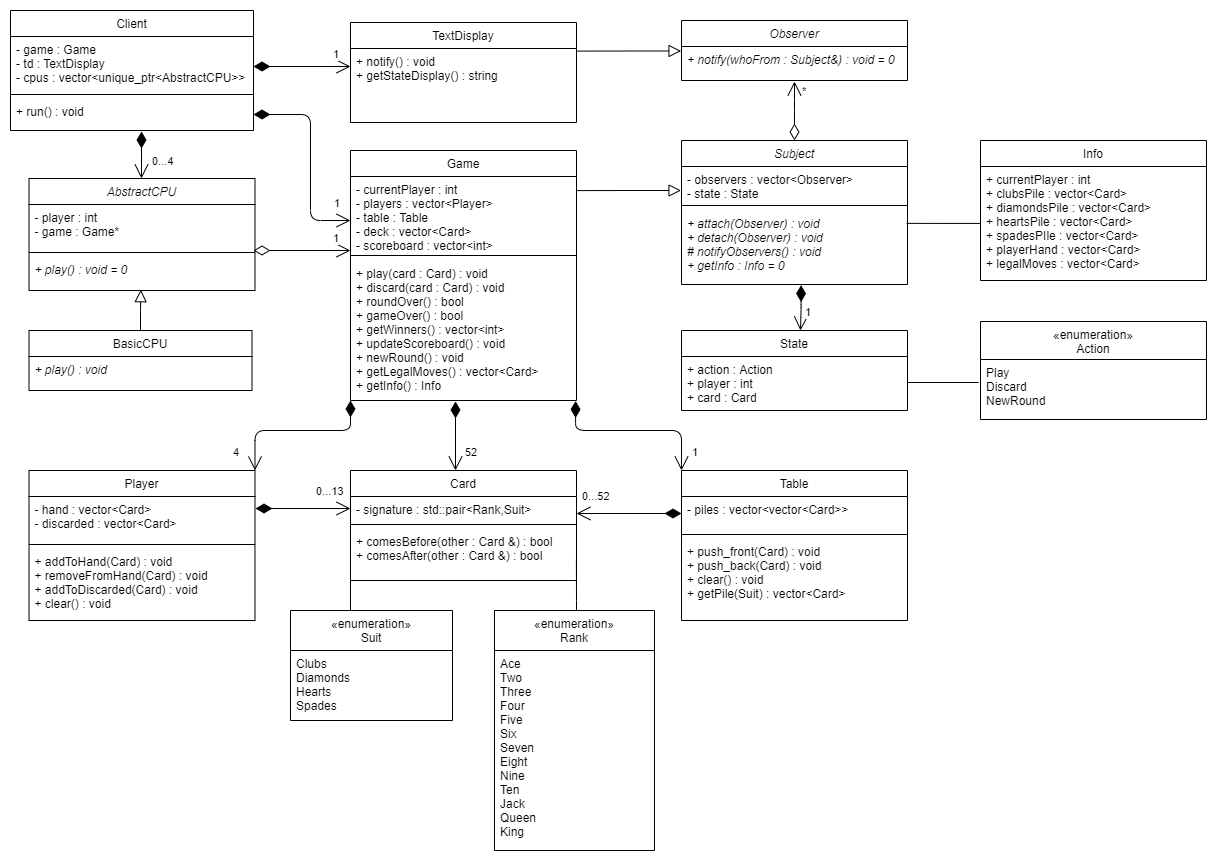 Client
- game : Game
- td : TextDisplay
- cpus : vector<unique_ptr<AbstractCPU>>
+ run() : void
1
TextDisplay
+ notify() : void
+ getStateDisplay() : string
Observer
+ notify(whoFrom : Subject&) : void = 0
*
0...4
AbstractCPU
- player : int
- game : Game*
+ play() : void = 0
1
1
Game
- currentPlayer : int
- players : vector<Player>
- table : Table
- deck : vector<Card>
- scoreboard : vector<int>
+ play(card : Card) : void
+ discard(card : Card) : void
+ roundOver() : bool
+ gameOver() : bool
+ getWinners() : vector<int>
+ updateScoreboard() : void
+ newRound() : void
+ getLegalMoves() : vector<Card>
+ getInfo() : Info
Subject
- observers : vector<Observer>
- state : State
+ attach(Observer) : void
+ detach(Observer) : void
# notifyObservers() : void
+ getInfo : Info = 0
Info
+ currentPlayer : int
+ clubsPile : vector<Card>
+ diamondsPile : vector<Card>
+ heartsPile : vector<Card>
+ spadesPIle : vector<Card>
+ playerHand : vector<Card>
+ legalMoves : vector<Card>
BasicCPU
+ play() : void
1
State
+ action : Action
+ player : int
+ card : Card
«enumeration»
Action
Play
Discard
NewRound
4
52
1
Player
- hand : vector<Card>
- discarded : vector<Card>
+ addToHand(Card) : void
+ removeFromHand(Card) : void
+ addToDiscarded(Card) : void
+ clear() : void
0...13
Card
- signature : std::pair<Rank,Suit>
+ comesBefore(other : Card &) : bool
+ comesAfter(other : Card &) : bool
0...52
Table
- piles : vector<vector<Card>>
+ push_front(Card) : void
+ push_back(Card) : void
+ clear() : void
+ getPile(Suit) : vector<Card>
«enumeration»
Suit
Clubs
Diamonds
Hearts
Spades
«enumeration»
Rank
Ace
Two
Three
Four
Five
Six
Seven
Eight
Nine
Ten
Jack
Queen
King